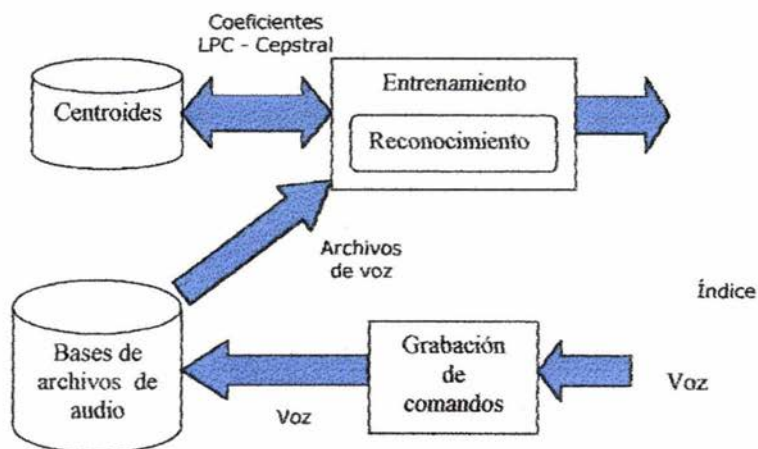 Coeficientes
LPC - Cepstral
Centroides
Entrenamiento
Reconocimiento
Archivos
de voz
Índice
Bases de
archivos de
audio
Voz
Grabación
de
comandos
Voz